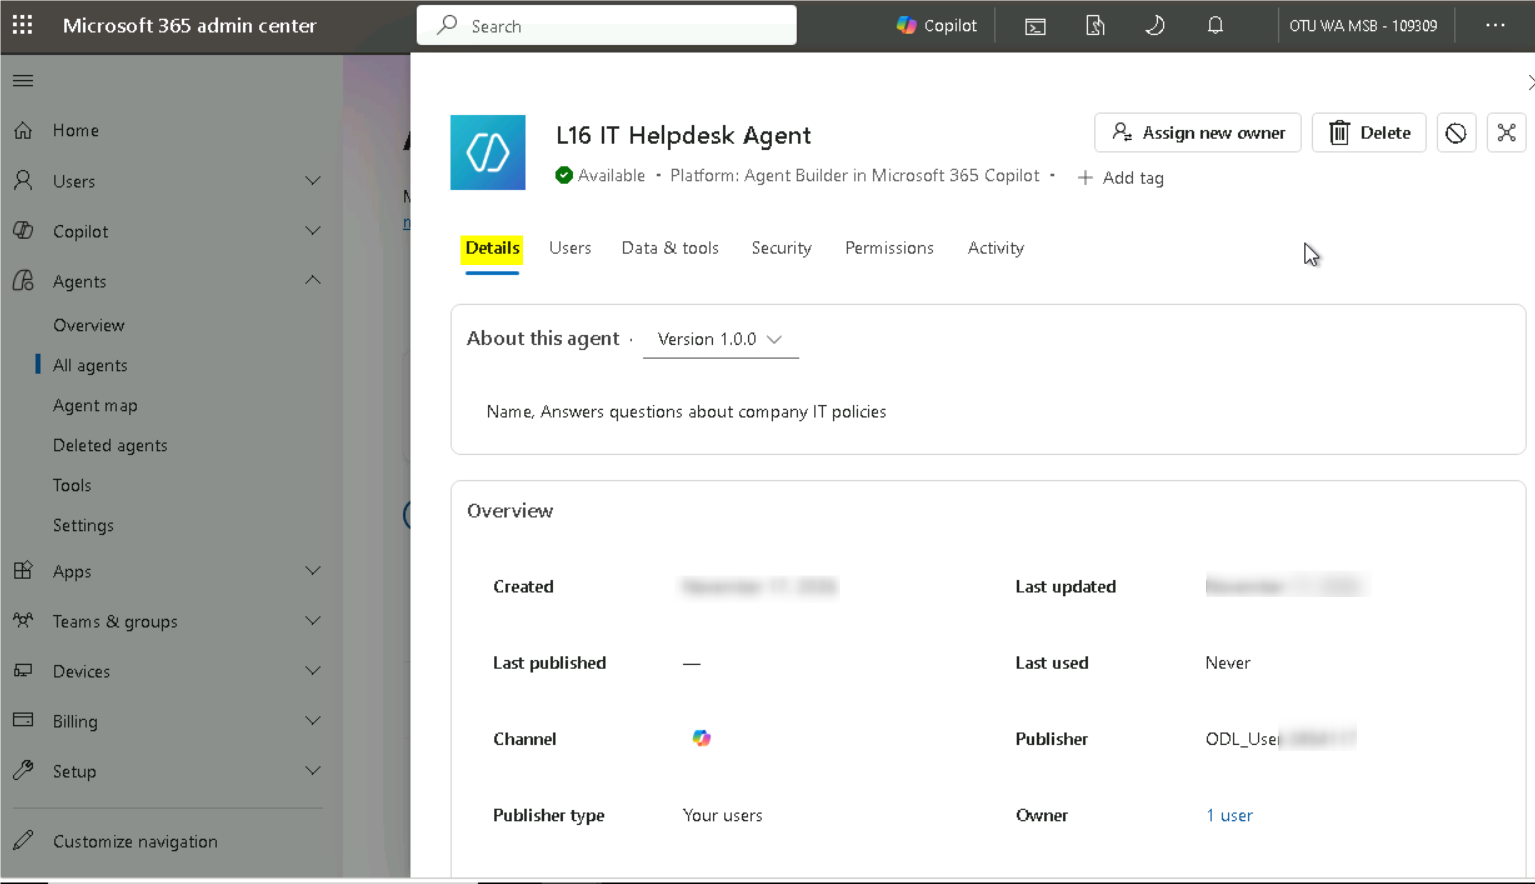 Microsoft 365 admin center
Search
Copilot
OTU WA MSB - 109309
Home
Users
Copilot
Agents
Overview
All agents
Agent map
Deleted agents
Tools
Settings
Apps
Teams & groups
Devices
Billing
Setup
Customize navigation
L16 IT Helpdesk Agent
Available • Platform: Agent Builder in Microsoft 365 Copilot •
Add tag
Assign new owner
Delete
Details
Users
Data & tools
Security
Permissions
Activity
About this agent · Version 1.0.0
Name, Answers questions about company IT policies
Overview
Created
Last updated
Last published —
Last used Never
Channel
Publisher ODL_User
Publisher type Your users
Owner 1 user